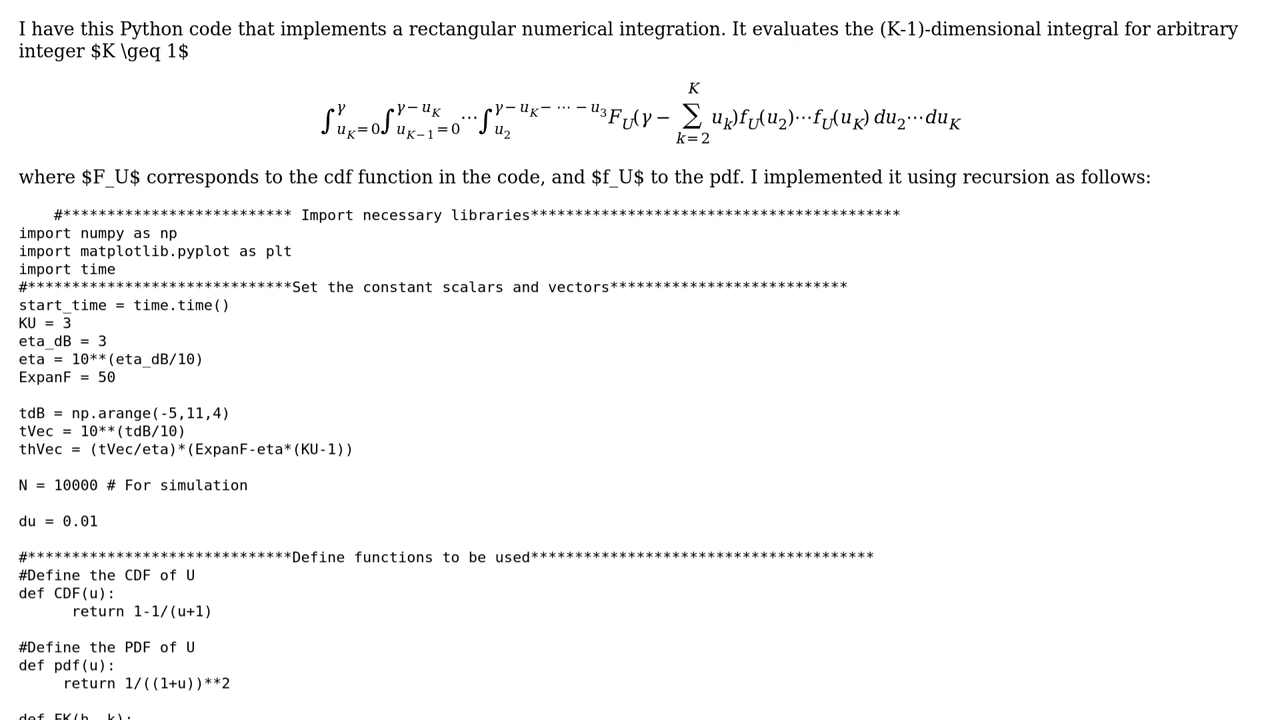 I have this Python code that implements a rectangular numerical integration. It evaluates the (K-1)-dimensional integral for arbitrary
integer $K \geq 1$
∫_{u_K=0}^{γ} ∫_{u_{K−1}=0}^{γ−u_K} ⋯ ∫_{u_2}^{γ−u_K−⋯−u_3} F_U(γ − ∑_{k=2}^{K} u_k) f_U(u_2)⋯f_U(u_K) du_2⋯du_K
where $F_U$ corresponds to the cdf function in the code, and $f_U$ to the pdf. I implemented it using recursion as follows:
    #************************** Import necessary libraries******************************************
import numpy as np
import matplotlib.pyplot as plt
import time
#******************************Set the constant scalars and vectors***************************
start_time = time.time()
KU = 3
eta_dB = 3
eta = 10**(eta_dB/10)
ExpanF = 50
tdB = np.arange(-5,11,4)
tVec = 10**(tdB/10)
thVec = (tVec/eta)*(ExpanF-eta*(KU-1))
N = 10000 # For simulation
du = 0.01
#******************************Define functions to be used***************************************
#Define the CDF of U
def CDF(u):
      return 1-1/(u+1)
#Define the PDF of U
def pdf(u):
     return 1/((1+u))**2
def FK(h, k):